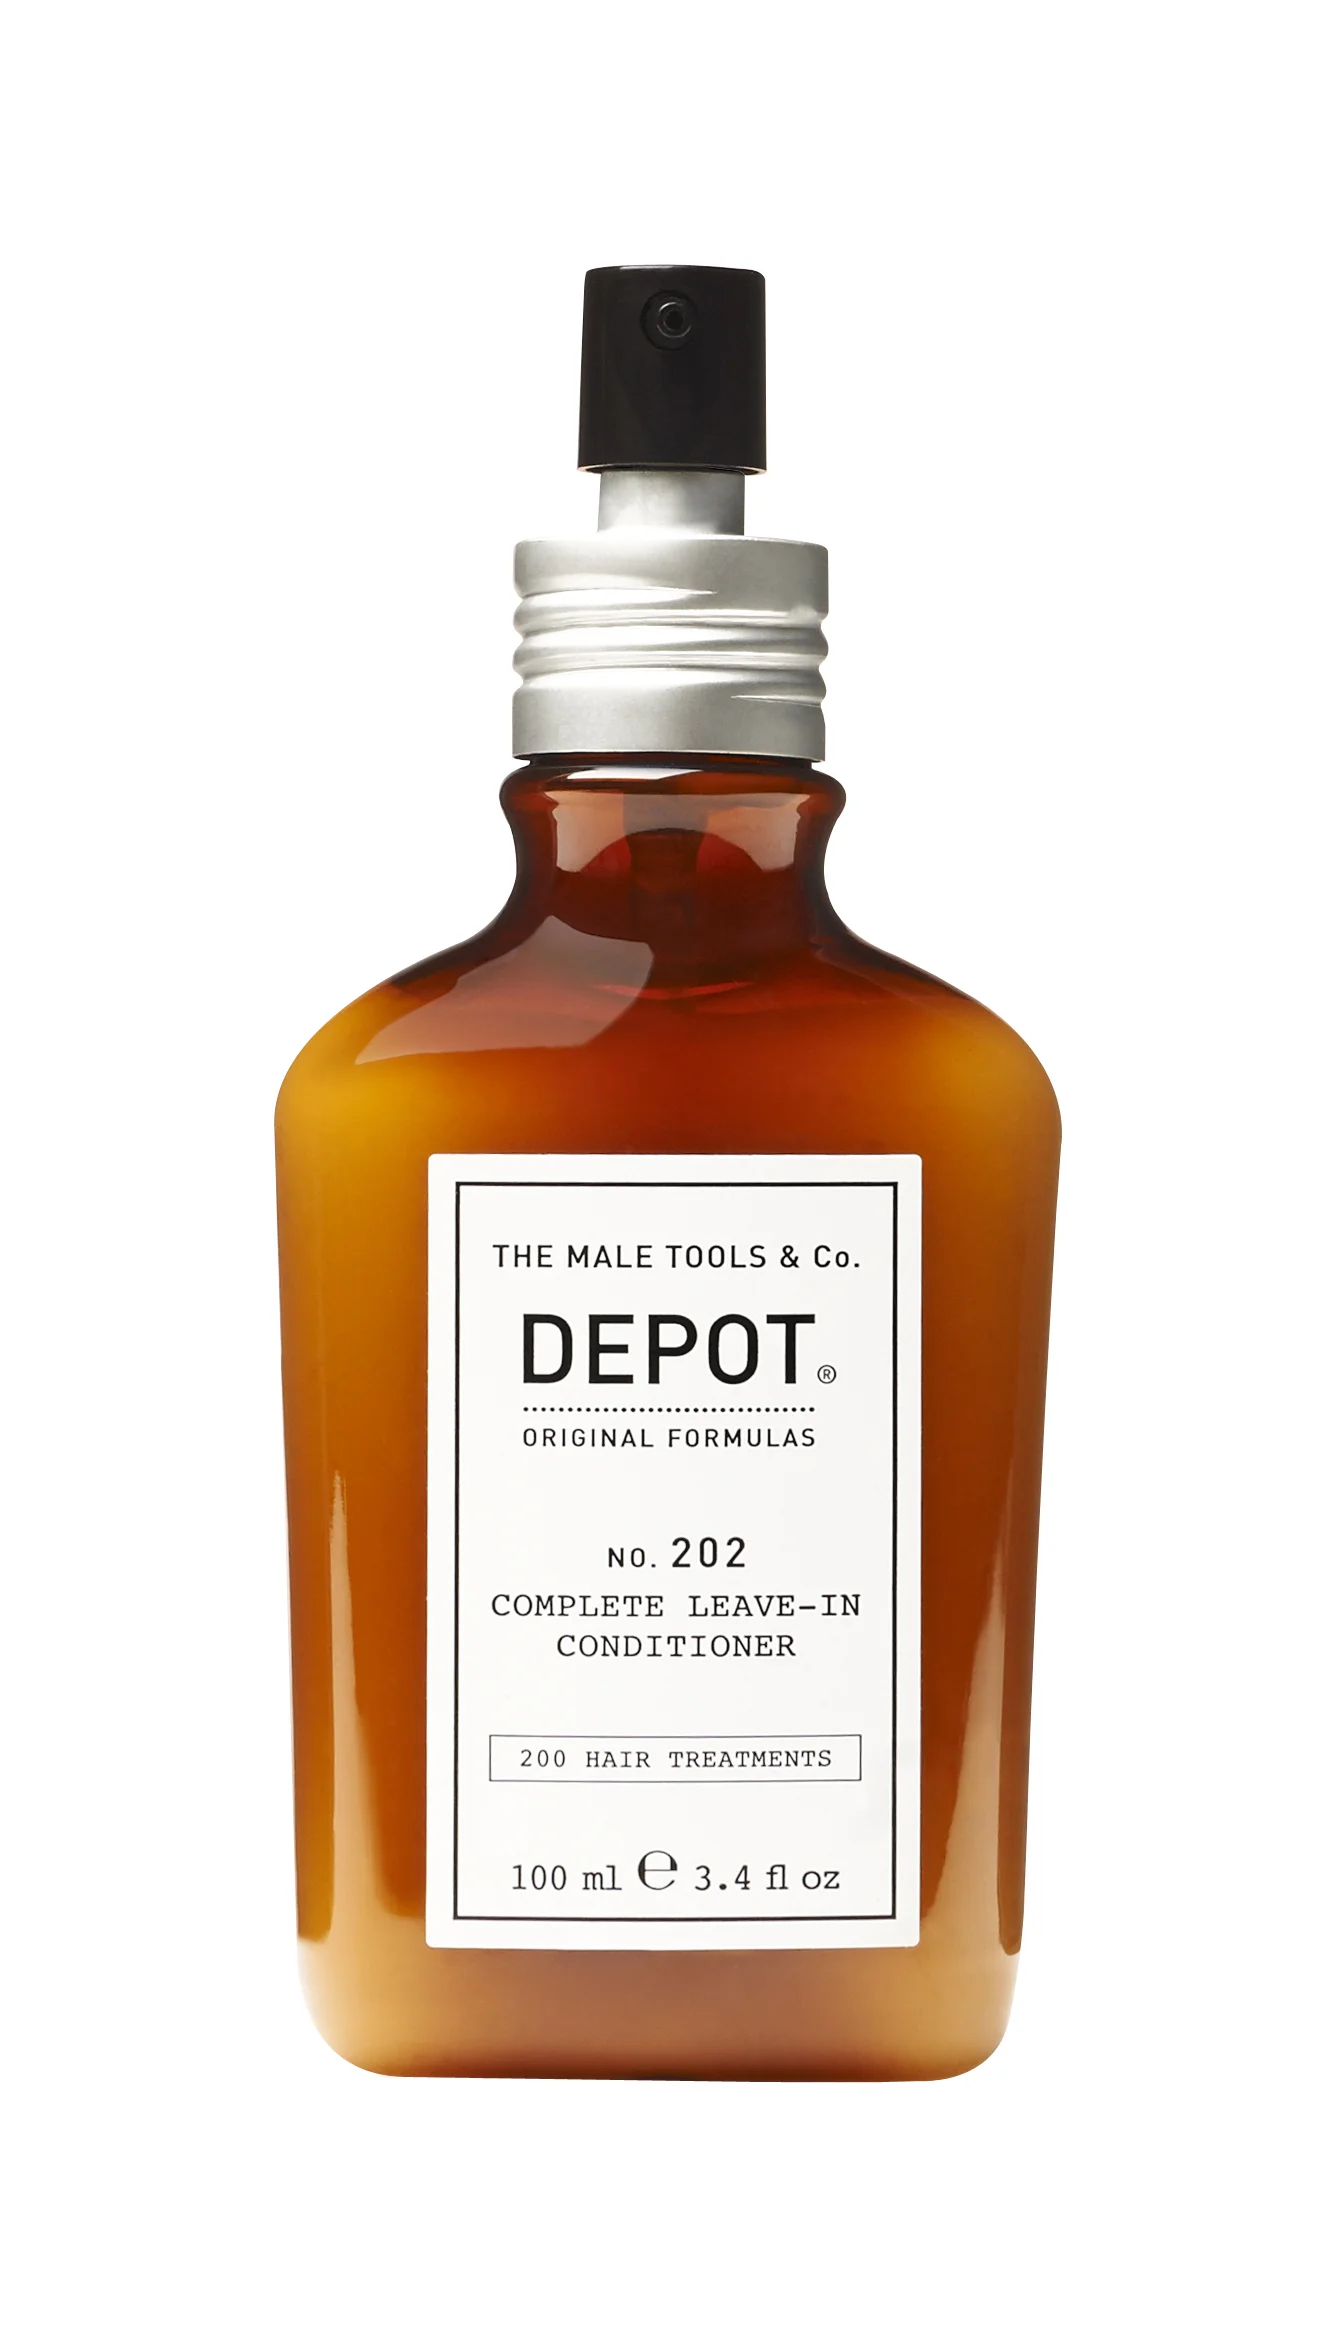 THE MALE TOOLS & Co.
DEPOT®
ORIGINAL FORMULAS
NO. 202
COMPLETE LEAVE-IN
CONDITIONER
200 HAIR TREATMENTS
100 ml ℮ 3.4 fl oz